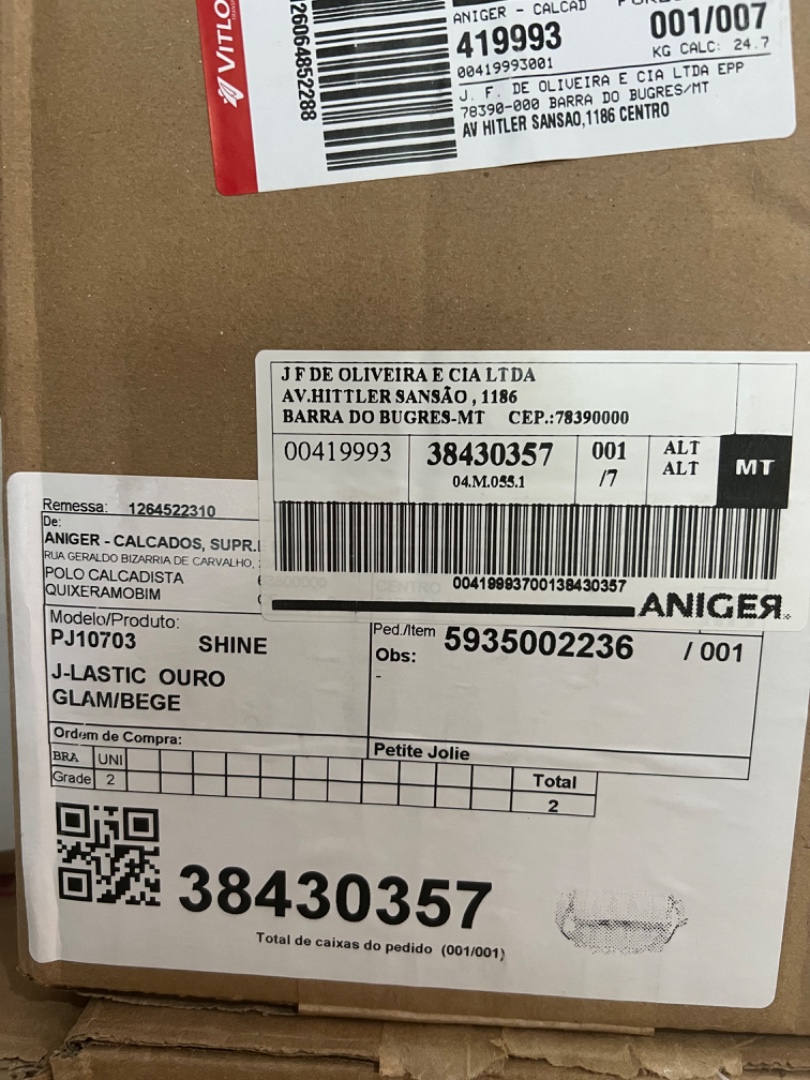 VITLO
26064852288
ANIGER - CALCAD
419993
001/007
00419993001
KG CALC: 24.7
J. F. DE OLIVEIRA E CIA LTDA EPP
78390-000 BARRA DO BUGRES/MT
AV HITLER SANSAO,1186 CENTRO
J F DE OLIVEIRA E CIA LTDA
AV.HITTLER SANSÃO , 1186
BARRA DO BUGRES-MT CEP.:78390000
00419993
38430357
04.M.055.1
001
/7
ALT
ALT
MT
00419993700138430357
ANIGER
Remessa: 1264522310
De:
ANIGER - CALCADOS, SUPR.
RUA GERALDO BIZARRIA DE CARVALHO,
POLO CALCADISTA
QUIXERAMOBIM
CENTRO
Modelo/Produto:
PJ10703 SHINE
J-LASTIC OURO
GLAM/BEGE
Ped./Item 5935002236 / 001
Obs:
-
Ordem de Compra:
Petite Jolie
BRA UNI
Grade 2
Total
2
38430357
Total de caixas do pedido (001/001)